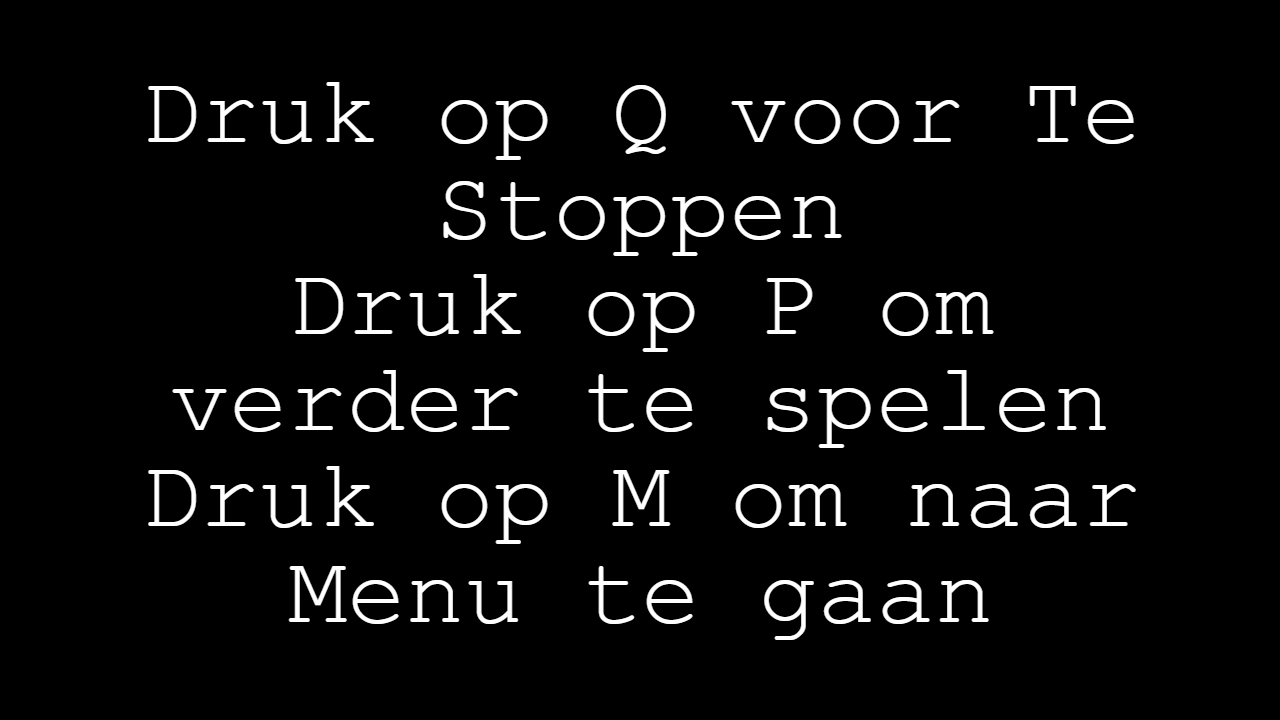 Druk op Q voor Te
Stoppen
Druk op P om
verder te spelen
Druk op M om naar
Menu te gaan